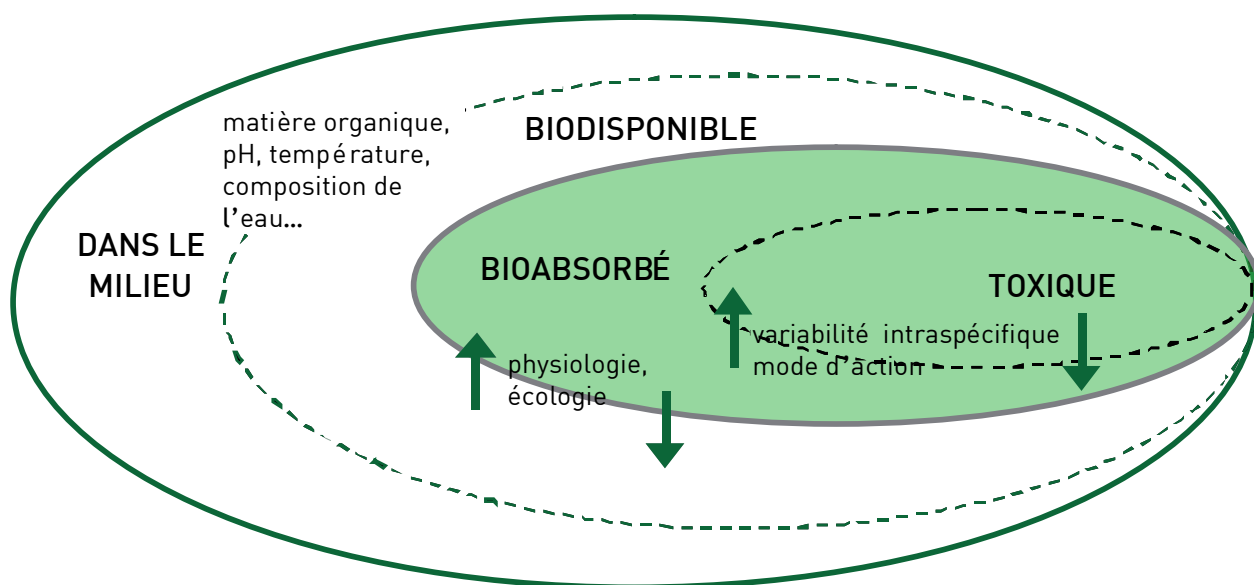 matière organique,
pH, température,
composition de
l'eau...
BIODISPONIBLE
DANS LE
MILIEU
BIOABSORBÉ
TOXIQUE
variabilité intraspécifique
mode d'action
physiologie,
écologie